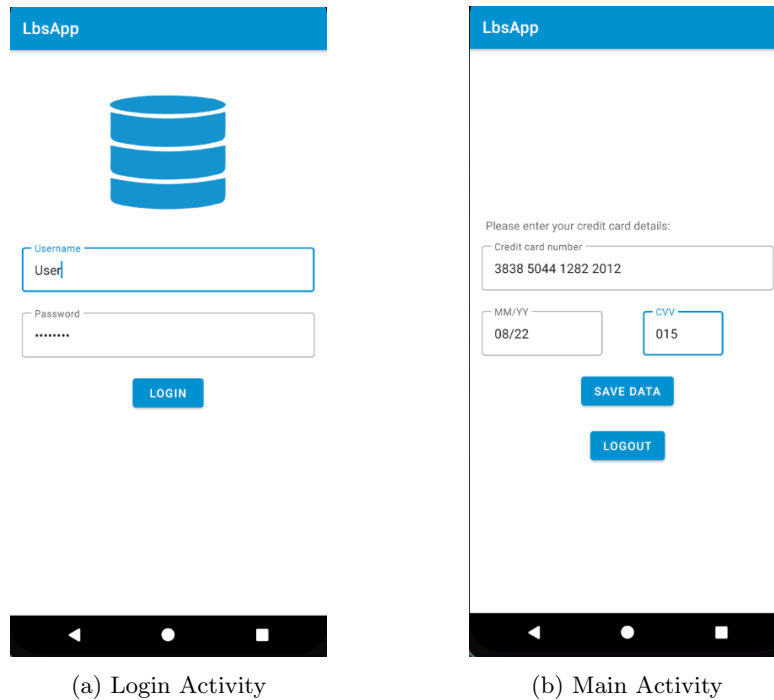 LbsApp
Username
User
Password
••••••••
LOGIN
(a) Login Activity
LbsApp
Please enter your credit card details:
Credit card number
3838 5044 1282 2012
MM/YY
08/22
CVV
015
SAVE DATA
LOGOUT
(b) Main Activity